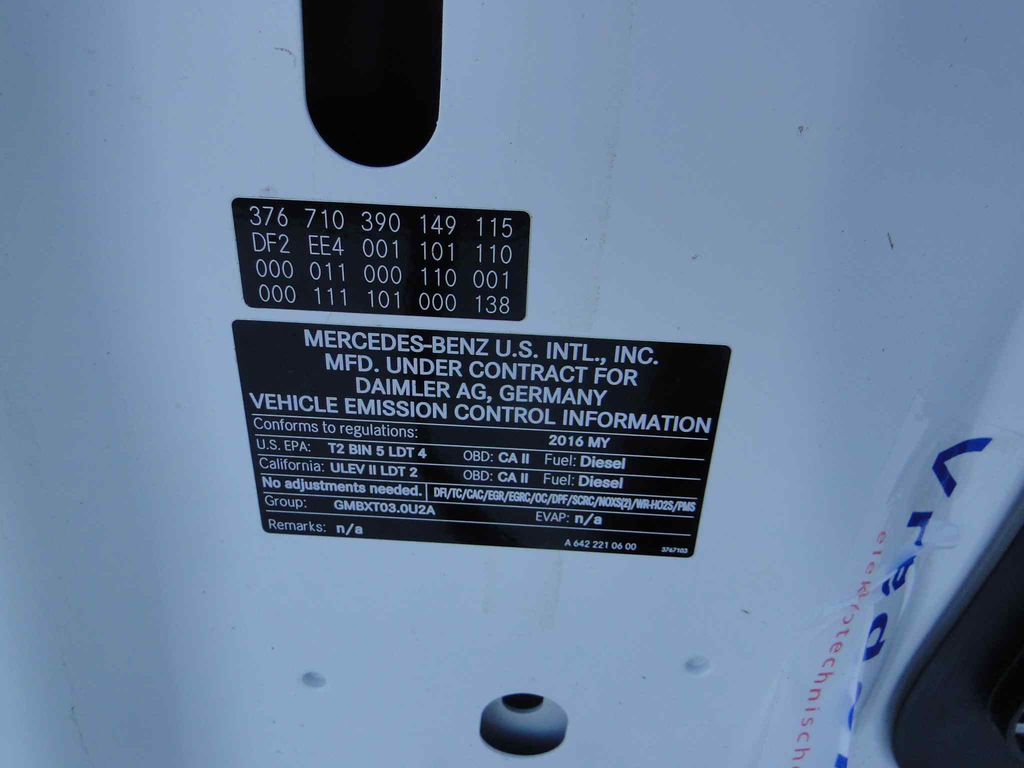 376 710 390 149 115
DF2 EE4 001 101 110
000 011 000 110 001
000 111 101 000 138
MERCEDES-BENZ U.S. INTL., INC.
MFD. UNDER CONTRACT FOR
DAIMLER AG, GERMANY
VEHICLE EMISSION CONTROL INFORMATION
Conforms to regulations: 2016 MY
U.S. EPA: T2 BIN 5 LDT 4 OBD: CA II Fuel: Diesel
California: ULEV II LDT 2 OBD: CA II Fuel: Diesel
No adjustments needed. DFI/TC/CAC/EGR/EGRC/OC/DPF/SCRC/NOXS(2)/WR-HO2S/PMS
Group: GMBXT03.0U2A EVAP: n/a
Remarks: n/a A 642 221 06 00 3767103